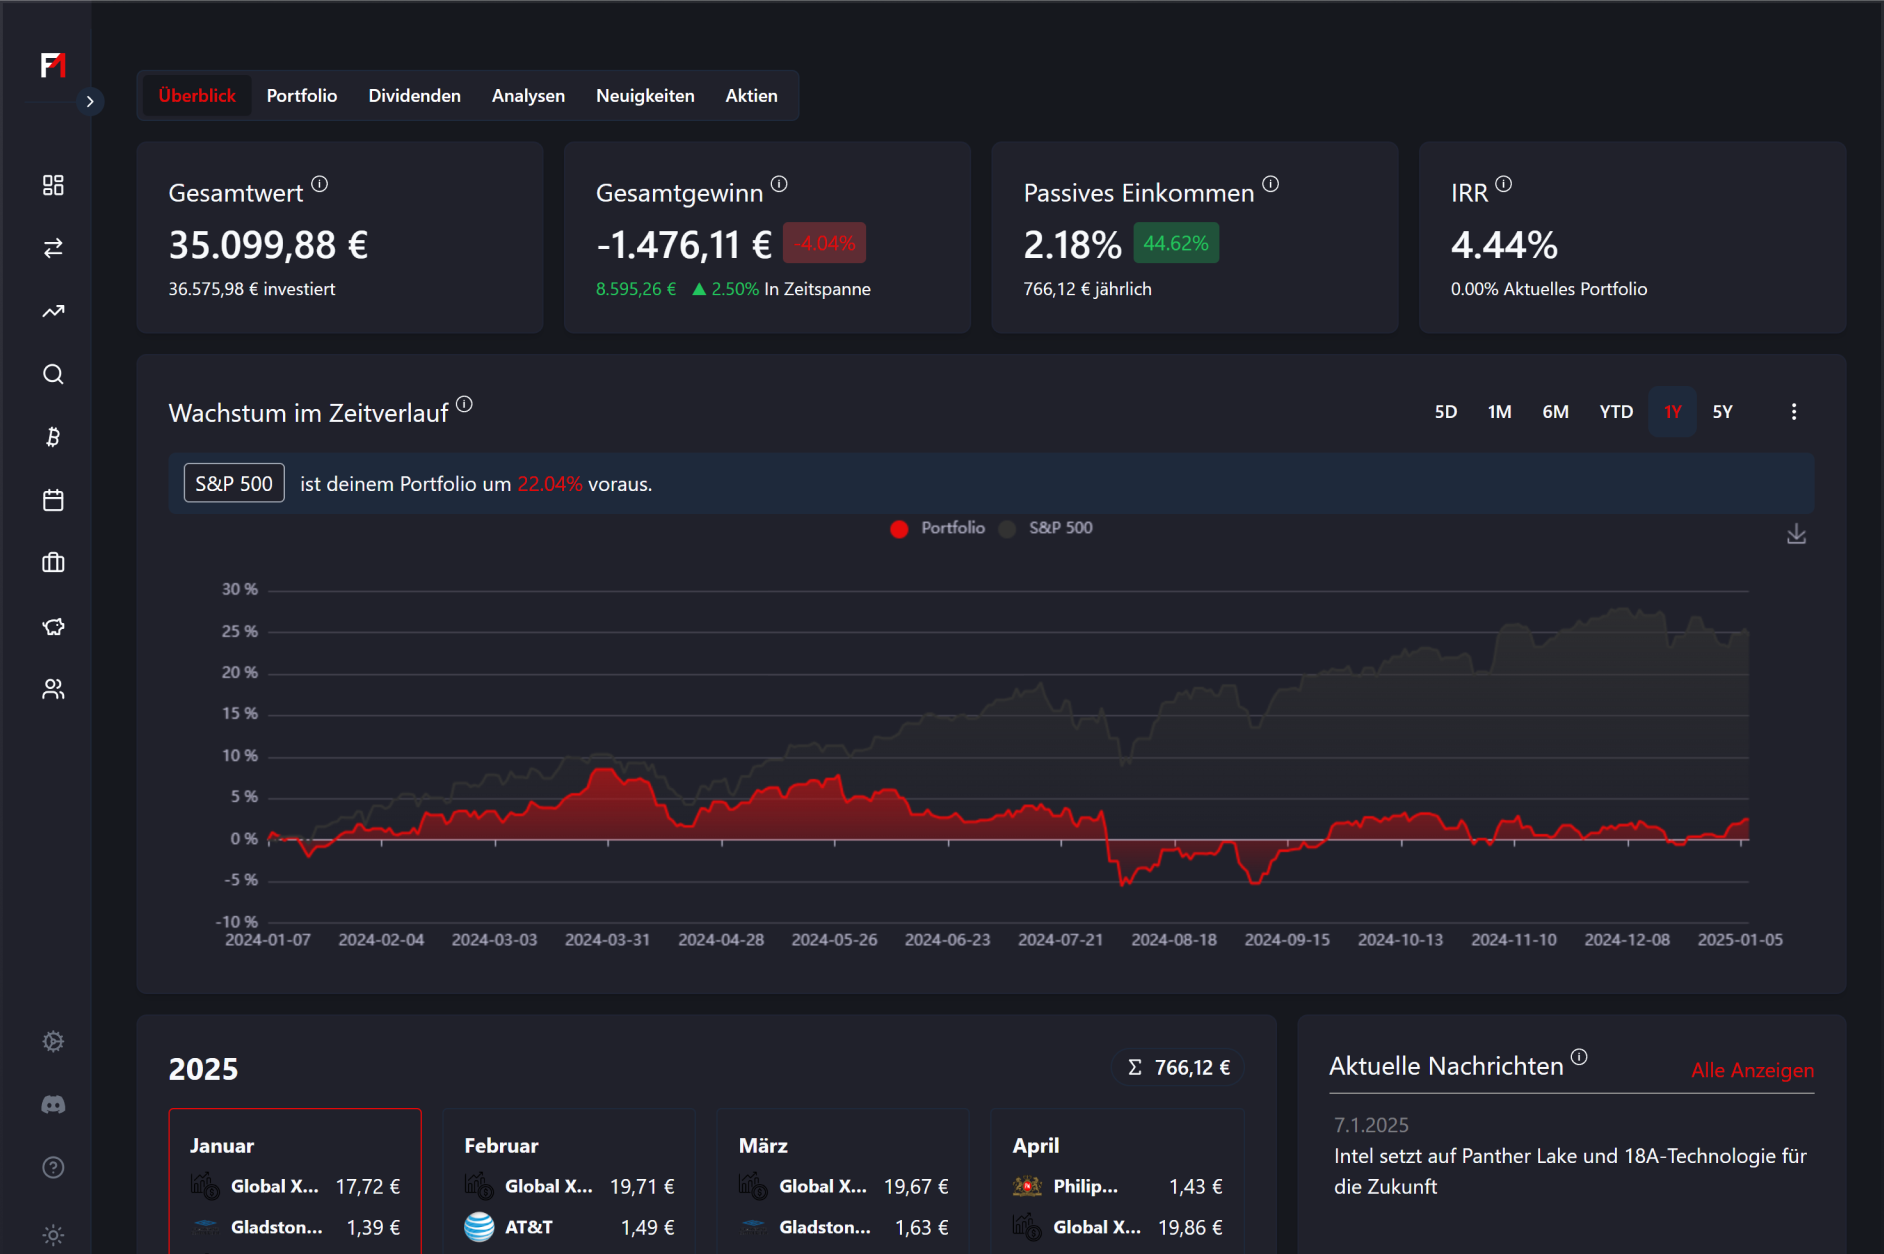 Überblick Portfolio Dividenden Analysen Neuigkeiten Aktien
Gesamtwert
35.099,88 €
36.575,98 € investiert
Gesamtgewinn
-1.476,11 € -4.04%
8.595,26 € ▲ 2.50% In Zeitspanne
Passives Einkommen
2.18% 44.62%
766,12 € jährlich
IRR
4.44%
0.00% Aktuelles Portfolio
Wachstum im Zeitverlauf
5D 1M 6M YTD 1Y 5Y
S&P 500 ist deinem Portfolio um 22.04% voraus.
Portfolio S&P 500
30 %
25 %
20 %
15 %
10 %
5 %
0 %
-5 %
-10 %
2024-01-07 2024-02-04 2024-03-03 2024-03-31 2024-04-28 2024-05-26 2024-06-23 2024-07-21 2024-08-18 2024-09-15 2024-10-13 2024-11-10 2024-12-08 2025-01-05
2025
Σ 766,12 €
Januar
Global X... 17,72 €
Gladston... 1,39 €
Februar
Global X... 19,71 €
AT&T 1,49 €
März
Global X... 19,67 €
Gladston... 1,63 €
April
Philip... 1,43 €
Global X... 19,86 €
Aktuelle Nachrichten
Alle Anzeigen
7.1.2025
Intel setzt auf Panther Lake und 18A-Technologie für
die Zukunft